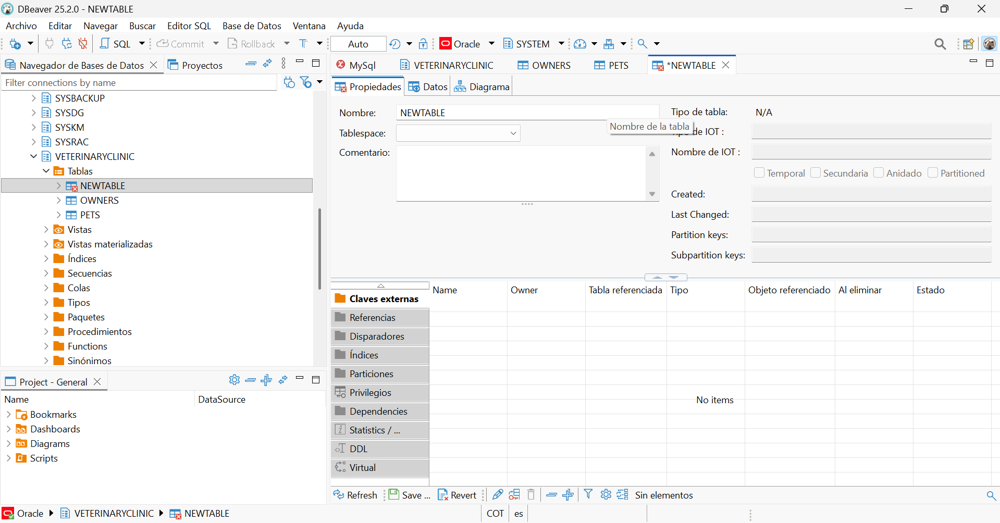 DBeaver 25.2.0 - NEWTABLE
Archivo Editar Navegar Buscar Editor SQL Base de Datos Ventana Ayuda
SQL Commit Rollback T Auto Oracle SYSTEM
Navegador de Bases de Datos Proyectos
Filter connections by name
SYSBACKUP
SYSDG
SYSKM
SYSRAC
VETERINARYCLINIC
Tablas
NEWTABLE
OWNERS
PETS
Vistas
Vistas materializadas
Índices
Secuencias
Colas
Tipos
Paquetes
Procedimientos
Functions
Sinónimos
Project - General
Name DataSource
Bookmarks
Dashboards
Diagrams
Scripts
MySql VETERINARYCLINIC OWNERS PETS *NEWTABLE
Propiedades Datos Diagrama
Nombre: NEWTABLE
Tablespace:
Comentario:
Nombre de la tabla
Tipo de tabla: N/A
Tipo de IOT :
Nombre de IOT :
Temporal Secundaria Anidado Partitioned
Created:
Last Changed:
Partition keys:
Subpartition keys:
Claves externas
Referencias
Disparadores
Índices
Particiones
Privilegios
Dependencies
Statistics / ...
DDL
Virtual
Name Owner Tabla referenciada Tipo Objeto referenciado Al eliminar Estado
No items
Refresh Save ... Revert Sin elementos
Oracle VETERINARYCLINIC NEWTABLE COT es